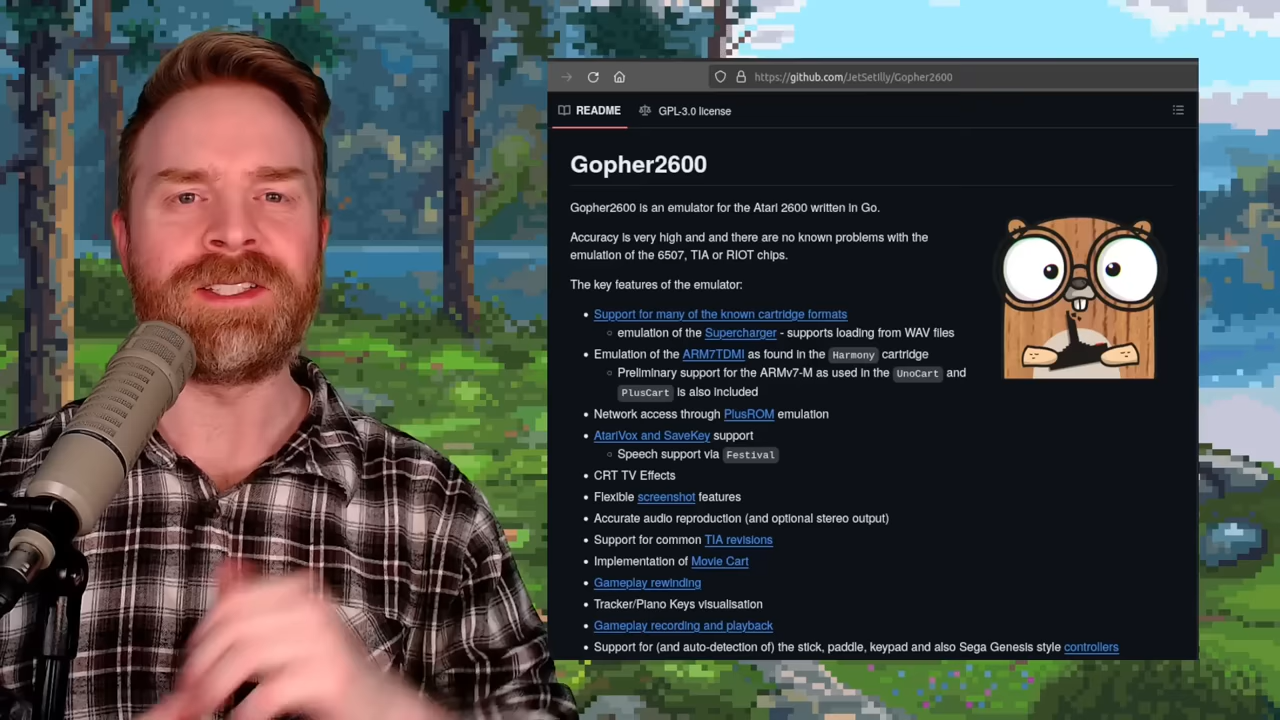 https://github.com/JetSetIlly/Gopher2600
README
GPL-3.0 license
Gopher2600
Gopher2600 is an emulator for the Atari 2600 written in Go.
Accuracy is very high and and there are no known problems with the
emulation of the 6507, TIA or RIOT chips.
The key features of the emulator:
• Support for many of the known cartridge formats
◦ emulation of the Supercharger - supports loading from WAV files
• Emulation of the ARM7TDMI as found in the Harmony cartridge
◦ Preliminary support for the ARMv7-M as used in the UnoCart and
PlusCart is also included
• Network access through PlusROM emulation
• AtariVox and SaveKey support
◦ Speech support via Festival
• CRT TV Effects
• Flexible screenshot features
• Accurate audio reproduction (and optional stereo output)
• Support for common TIA revisions
• Implementation of Movie Cart
• Gameplay rewinding
• Tracker/Piano Keys visualisation
• Gameplay recording and playback
• Support for (and auto-detection of) the stick, paddle, keypad and also Sega Genesis style controllers